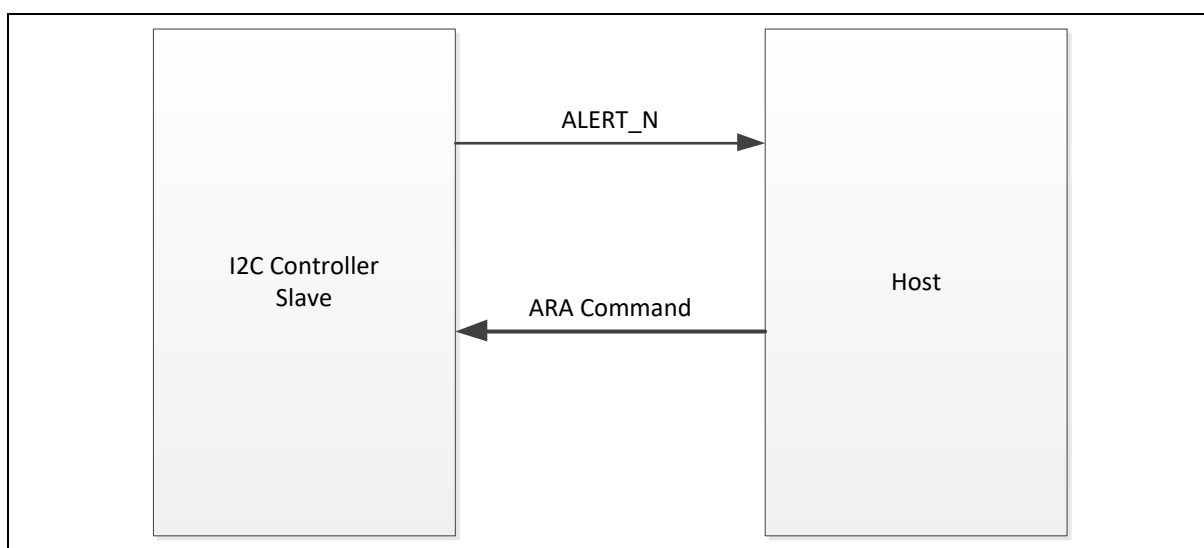 ALERT_N
I2C Controller
Slave
Host
ARA Command